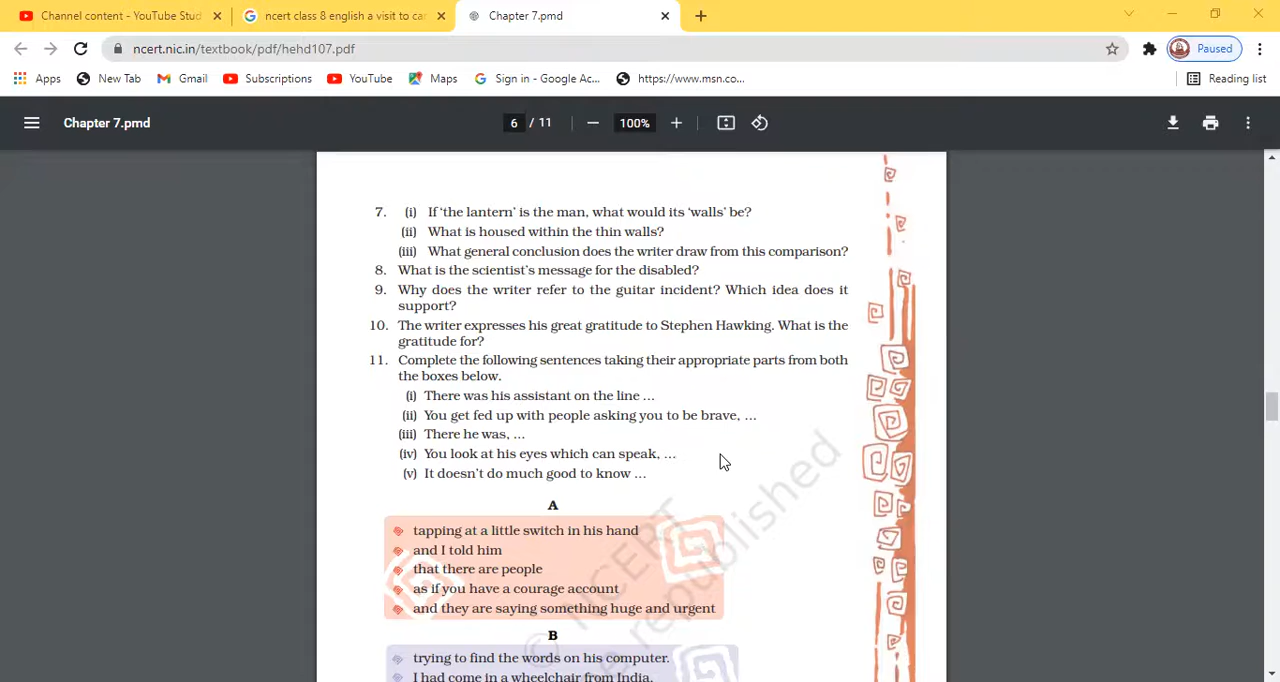 Channel content - YouTube Stud
ncert class 8 english a visit to car
Chapter 7.pmd
ncert.nic.in/textbook/pdf/hehd107.pdf
Paused
Apps
New Tab
Gmail
Subscriptions
YouTube
Maps
Sign in - Google Ac...
https://www.msn.co...
Reading list
Chapter 7.pmd
6 / 11
100%
7. (i) If ‘the lantern’ is the man, what would its ‘walls’ be?
(ii) What is housed within the thin walls?
(iii) What general conclusion does the writer draw from this comparison?
8. What is the scientist’s message for the disabled?
9. Why does the writer refer to the guitar incident? Which idea does it
support?
10. The writer expresses his great gratitude to Stephen Hawking. What is the
gratitude for?
11. Complete the following sentences taking their appropriate parts from both
the boxes below.
(i) There was his assistant on the line ...
(ii) You get fed up with people asking you to be brave, ...
(iii) There he was, ...
(iv) You look at his eyes which can speak, ...
(v) It doesn’t do much good to know ...
A
tapping at a little switch in his hand
and I told him
that there are people
as if you have a courage account
and they are saying something huge and urgent
B
trying to find the words on his computer.
I had come in a wheelchair from India.
© NCERT
republished